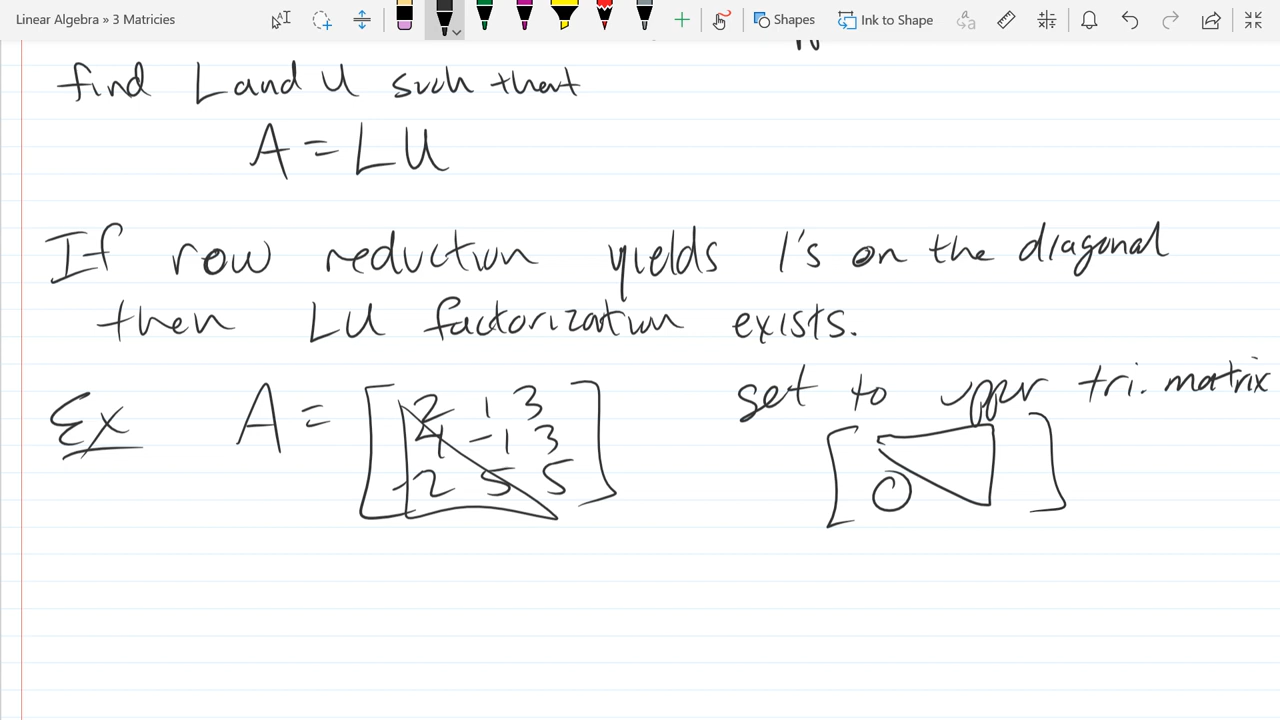 Linear Algebra » 3 Matricies
Shapes
Ink to Shape
find L and U such that
A = LU
If row reduction yields 1's on the diagonal
then LU factorization exists.
set to upper tri. matrix
Ex A = [ 2 1 3
4 -1 3
-2 5 5 ]
[ 0 ]